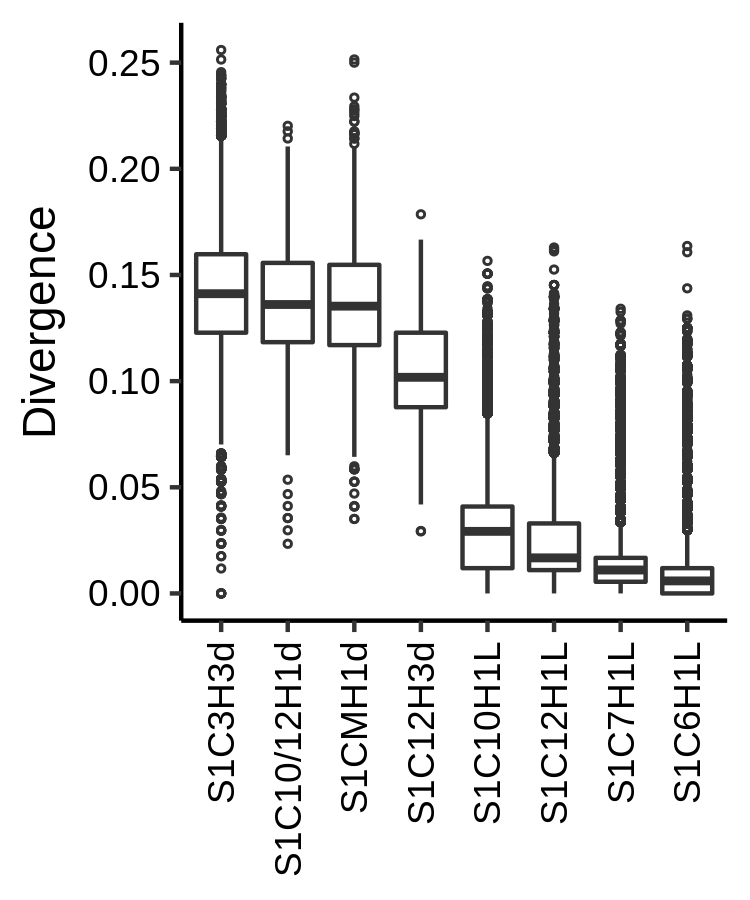 Divergence
0.25
0.20
0.15
0.10
0.05
0.00
S1C3H3d
S1C10/12H1d
S1CMH1d
S1C12H3d
S1C10H1L
S1C12H1L
S1C7H1L
S1C6H1L